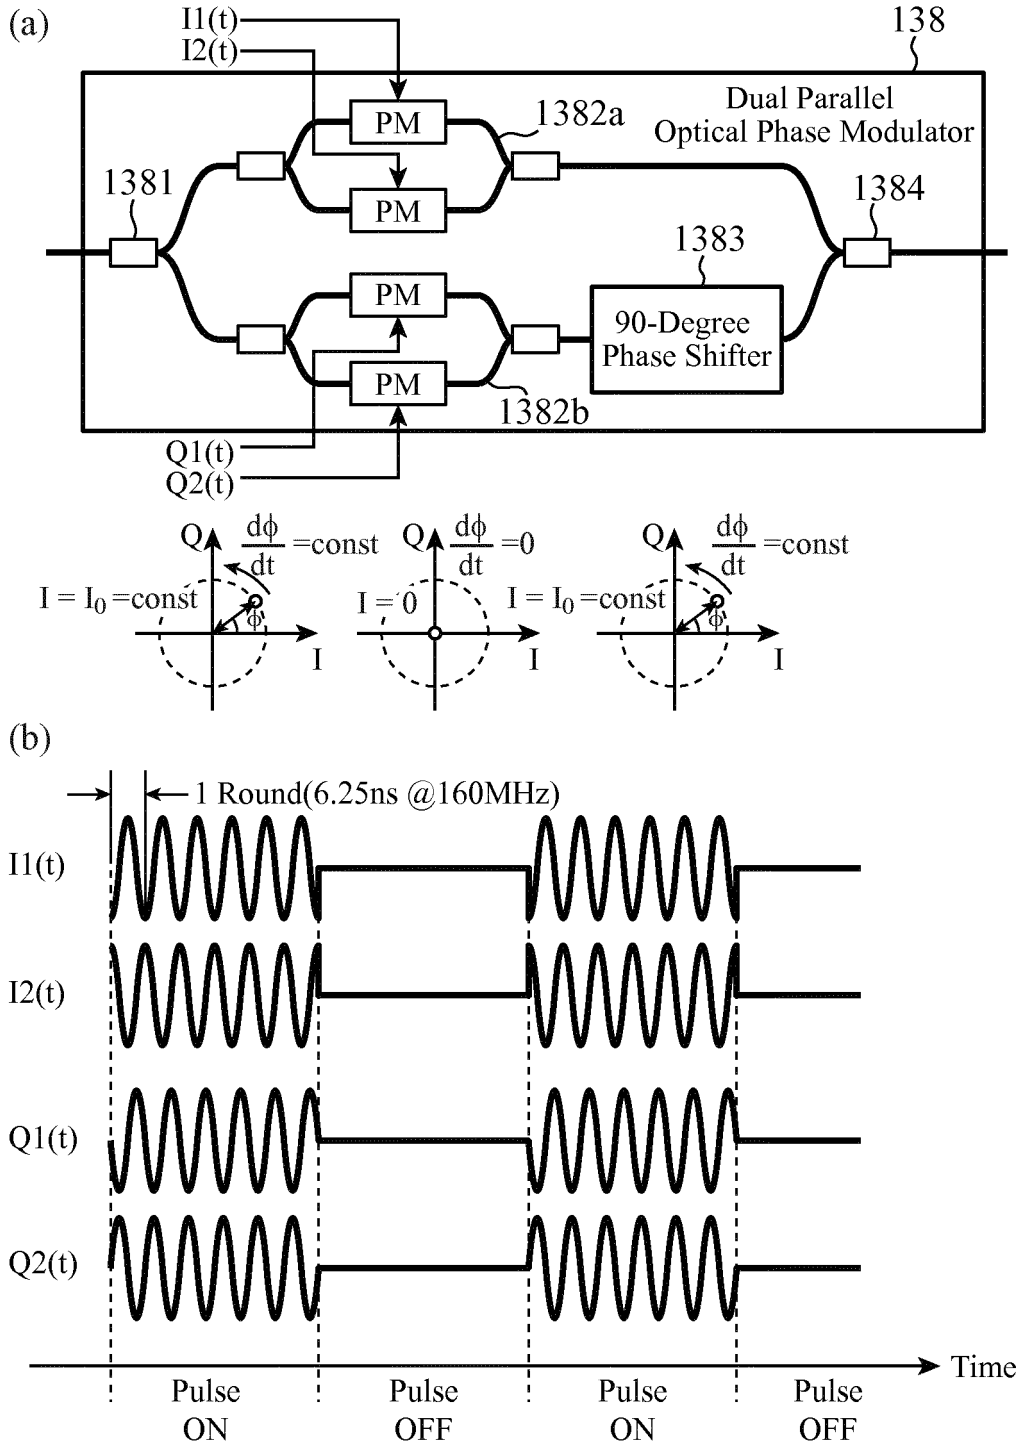 (a)
I1(t)
I2(t)
138
Dual Parallel
Optical Phase Modulator
1382a
PM
1381
PM
1384
1383
PM
90-Degree
Phase Shifter
PM
1382b
Q1(t)
Q2(t)
Q dϕ/dt =const
I = I0 =const
ϕ
I
dϕ/dt =0
I = 0
I
Q dϕ/dt =const
I = I0 =const
ϕ
I
(b)
1 Round(6.25ns @160MHz)
I1(t)
I2(t)
Q1(t)
Q2(t)
Time
Pulse ON
Pulse OFF
Pulse ON
Pulse OFF